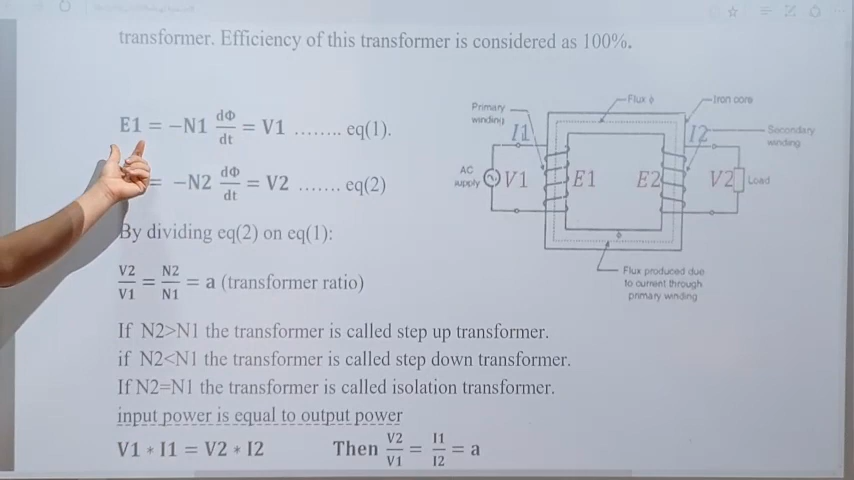 transformer. Efficiency of this transformer is considered as 100%.
E1 = −N1 dΦ/dt = V1 ........ eq(1).
= −N2 dΦ/dt = V2 ....... eq(2)
By dividing eq(2) on eq(1):
V2/V1 = N2/N1 = a (transformer ratio)
If N2>N1 the transformer is called step up transformer.
if N2<N1 the transformer is called step down transformer.
If N2=N1 the transformer is called isolation transformer.
input power is equal to output power
V1 * I1 = V2 * I2 Then V2/V1 = I1/I2 = a
Flux ϕ
Iron core
Primary
winding
I1
I2
Secondary
winding
AC
supply
V1
E1
E2
V2
Load
ϕ
Flux produced due
to current through
primary winding